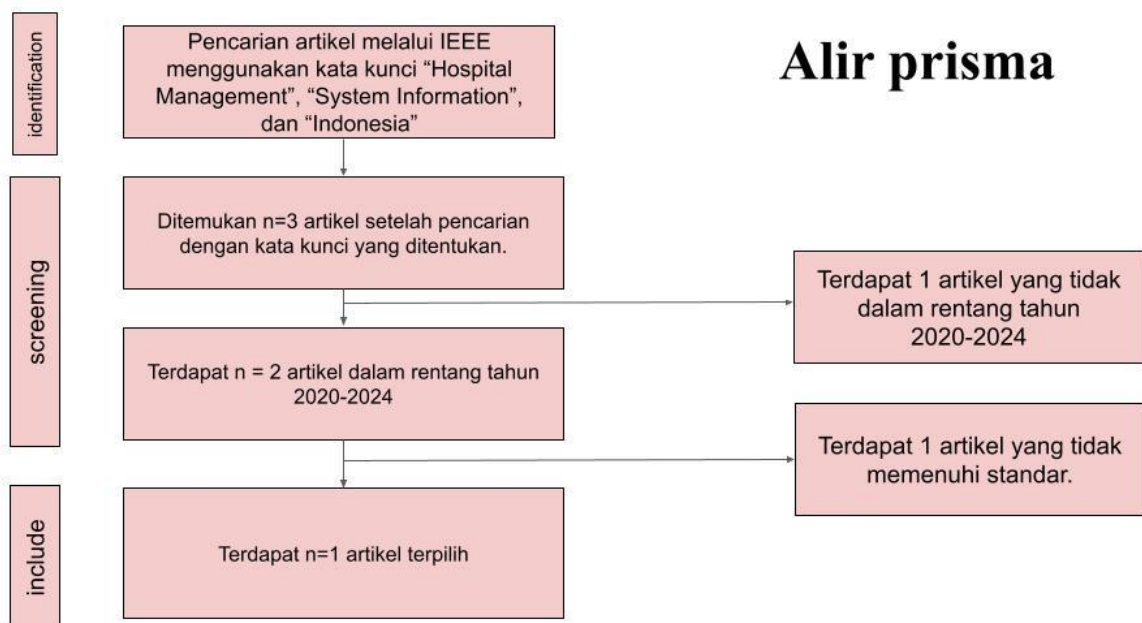 Alir prisma
identification
Pencarian artikel melalui IEEE
menggunakan kata kunci “Hospital
Management”, “System Information”,
dan “Indonesia”
screening
Ditemukan n=3 artikel setelah pencarian
dengan kata kunci yang ditentukan.
Terdapat 1 artikel yang tidak
dalam rentang tahun
2020-2024
Terdapat n = 2 artikel dalam rentang tahun
2020-2024
Terdapat 1 artikel yang tidak
memenuhi standar.
include
Terdapat n=1 artikel terpilih